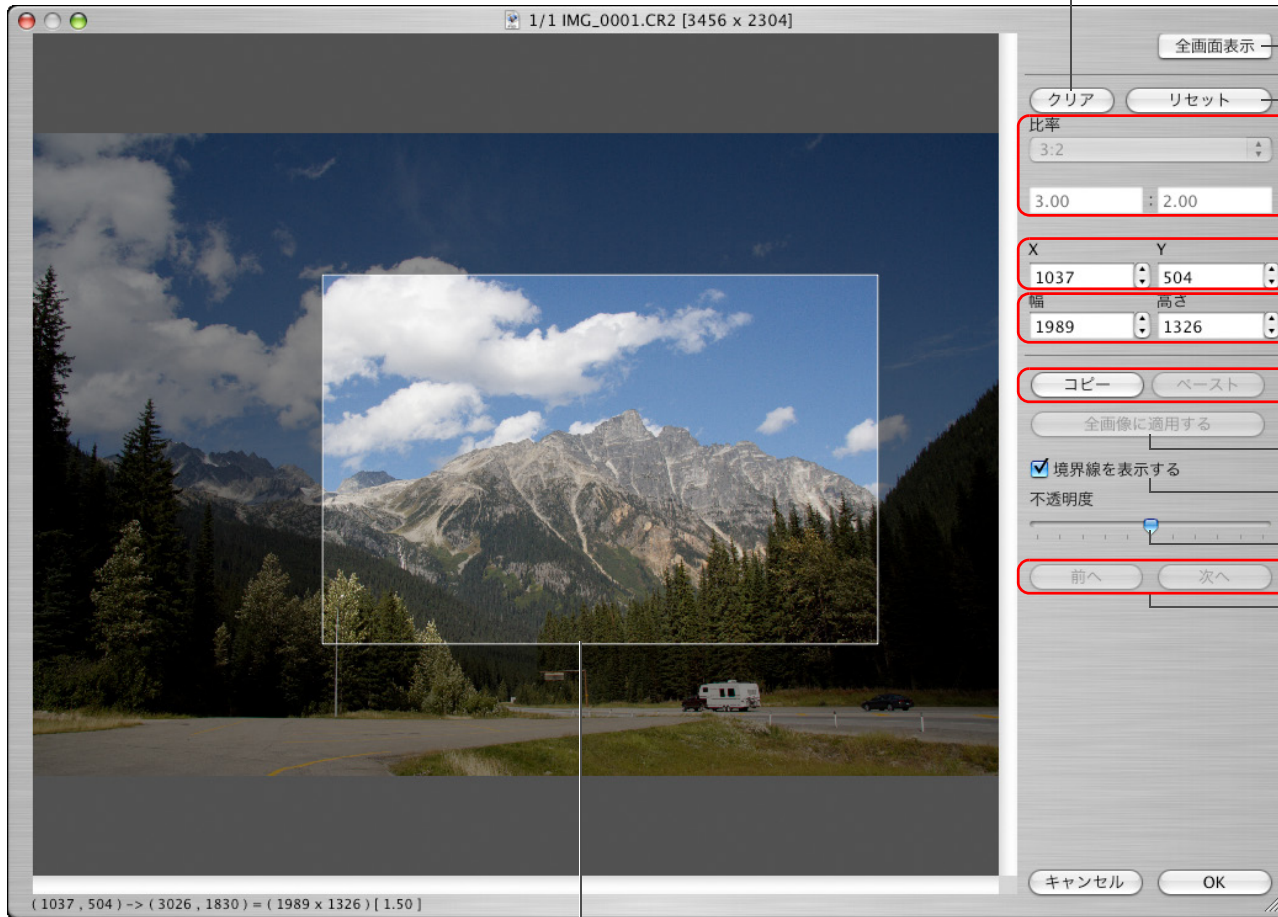 1/1 IMG_0001.CR2 [3456 x 2304]
全画面表示
クリア リセット
比率
3:2
3.00 : 2.00
X Y
1037 504
幅 高さ
1989 1326
コピー ペースト
全画像に適用する
境界線を表示する
不透明度
前へ 次へ
キャンセル OK
( 1037 , 504 ) -> ( 3026 , 1830 ) = ( 1989 x 1326 ) [ 1.50 ]